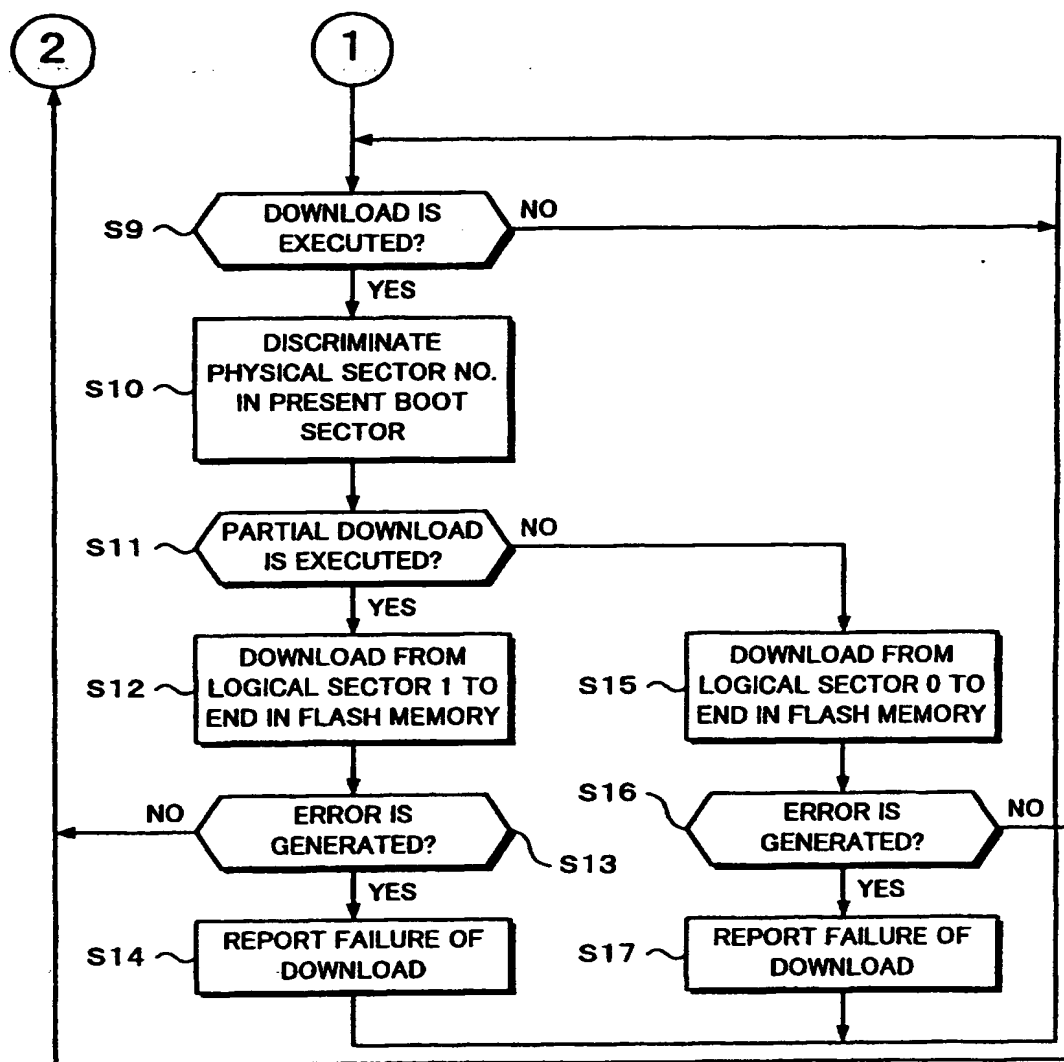 2
1
S9
DOWNLOAD IS
EXECUTED?
NO
YES
S10
DISCRIMINATE
PHYSICAL SECTOR NO.
IN PRESENT BOOT
SECTOR
S11
PARTIAL DOWNLOAD
IS EXECUTED?
NO
YES
S12
DOWNLOAD FROM
LOGICAL SECTOR 1 TO
END IN FLASH MEMORY
S15
DOWNLOAD FROM
LOGICAL SECTOR 0 TO
END IN FLASH MEMORY
NO
ERROR IS
GENERATED?
S13
YES
S16
ERROR IS
GENERATED?
NO
YES
S14
REPORT FAILURE OF
DOWNLOAD
S17
REPORT FAILURE OF
DOWNLOAD